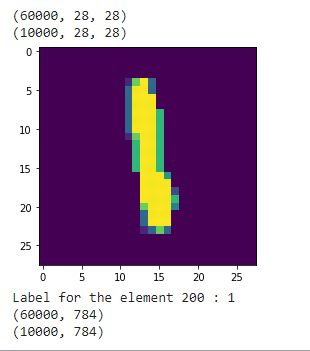 (60000, 28, 28)
(10000, 28, 28)
0
5
10
15
20
25
0 5 10 15 20 25
Label for the element 200 : 1
(60000, 784)
(10000, 784)